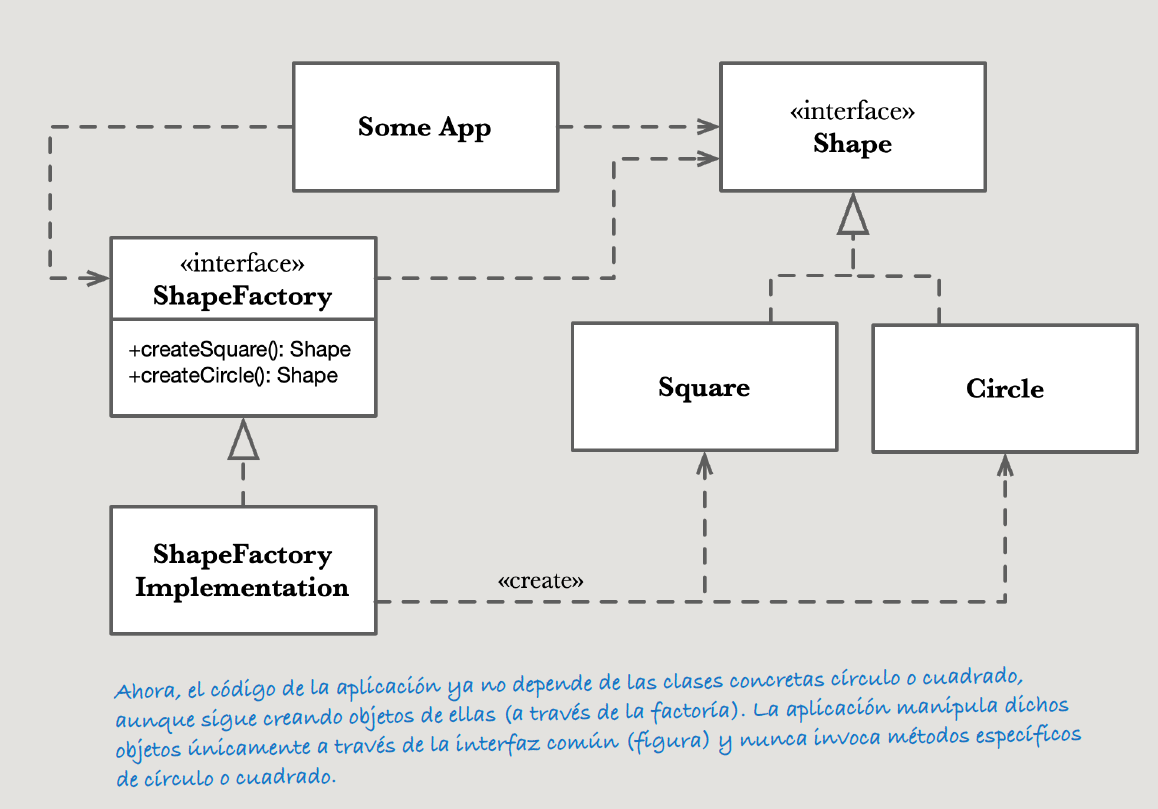 Some App
«interface»
Shape
«interface»
ShapeFactory
+createSquare(): Shape
+createCircle(): Shape
Square
Circle
ShapeFactory
Implementation
«create»
Ahora, el código de la aplicación ya no depende de las clases concretas círculo o cuadrado,
aunque sigue creando objetos de ellas (a través de la factoría). La aplicación manipula dichos
objetos únicamente a través de la interfaz común (figura) y nunca invoca métodos específicos
de círculo o cuadrado.